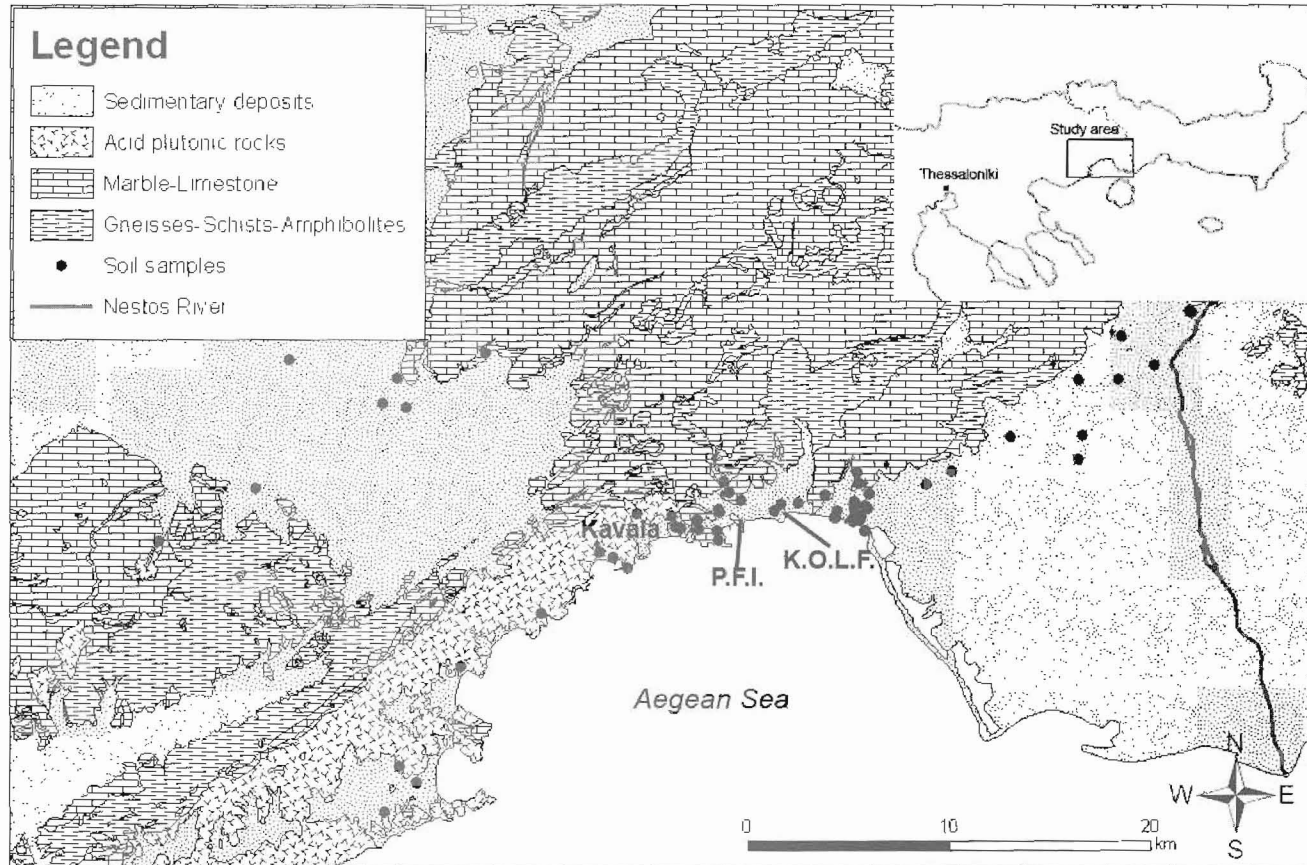 Legend
Sedimentary deposits
Acid plutonic rocks
Marble-Limestone
Gneisses-Schists-Amphibolites
Soil samples
Nestos River
Study area
Thessaloniki
Kavala
P.F.I.
K.O.L.F.
Aegean Sea
N
W
E
S
0
10
20
km